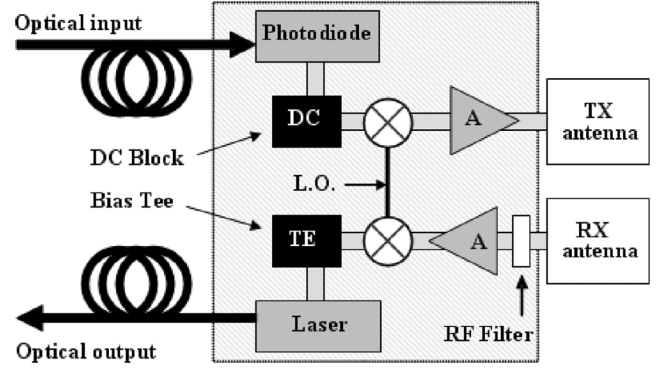 Optical input
Photodiode
DC
A
TX
antenna
DC Block
L.O.
Bias Tee
TE
A
RX
antenna
Laser
RF Filter
Optical output